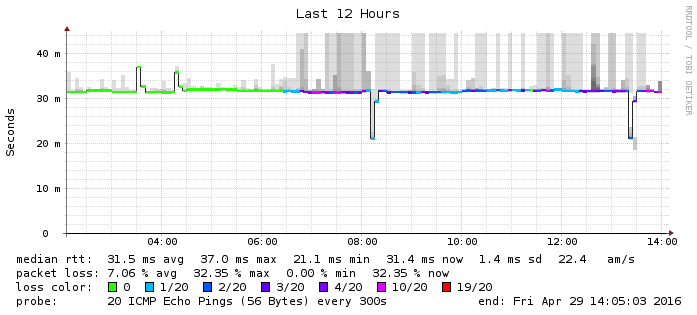 Last 12 Hours
RRDTOOL / TOBI OETIKER
Seconds
40 m
30 m
20 m
10 m
0
04:00 06:00 08:00 10:00 12:00 14:00
median rtt: 31.5 ms avg 37.0 ms max 21.1 ms min 31.4 ms now 1.4 ms sd 22.4 am/s
packet loss: 7.06 % avg 32.35 % max 0.00 % min 32.35 % now
loss color: 0 1/20 2/20 3/20 4/20 10/20 19/20
probe: 20 ICMP Echo Pings (56 Bytes) every 300s end: Fri Apr 29 14:05:03 2016